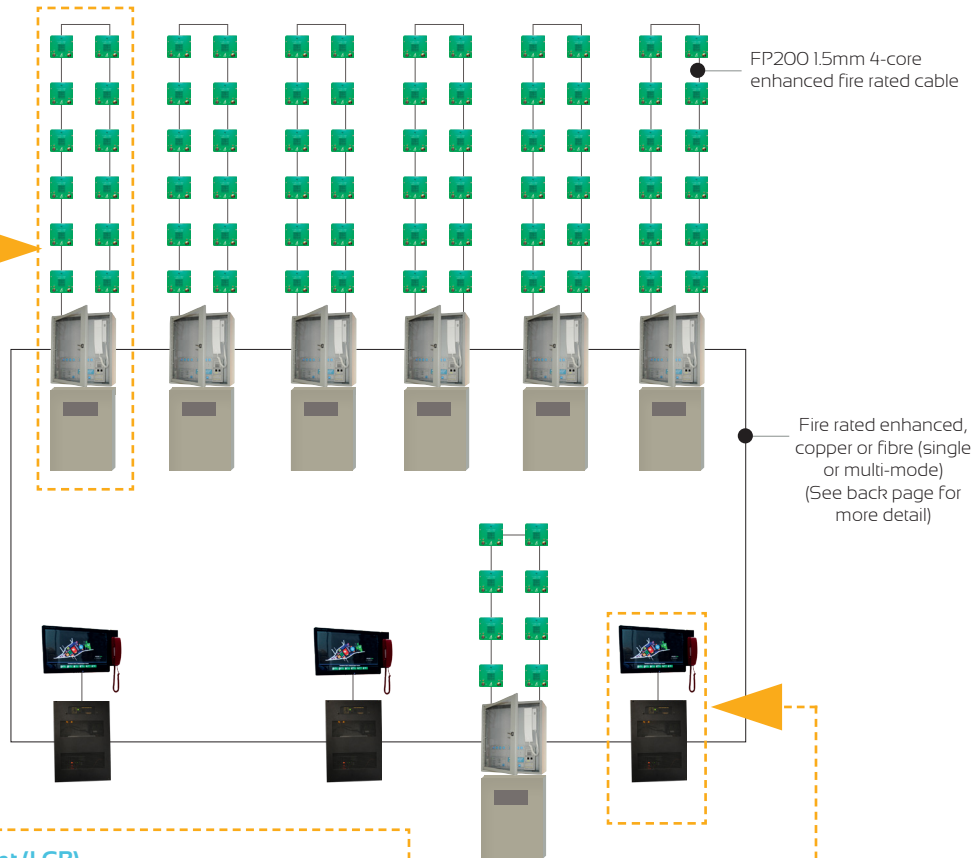 FP200 1.5mm 4-core
enhanced fire rated cable
Fire rated enhanced,
copper or fibre (single
or multi-mode)
(See back page for
more detail)
(LCP)